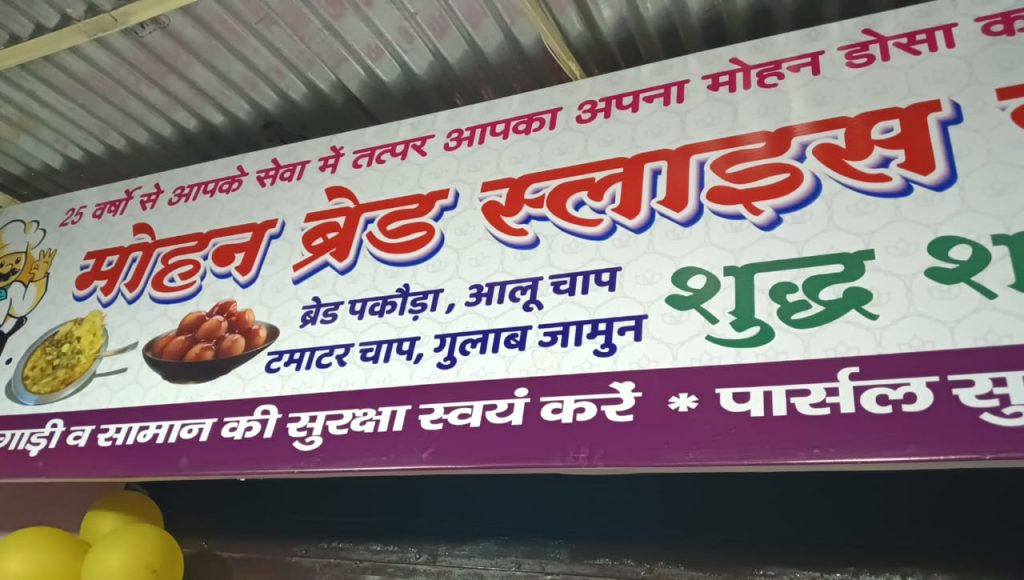 25 वर्षो से आपके सेवा में तत्पर आपका अपना मोहन डोसा
मोहन ब्रेड स्लाइस
ब्रेड पकौड़ा , आलू चाप
टमाटर चाप, गुलाब जामुन
शुद्ध
गाड़ी व सामान की सुरक्षा स्वयं करें * पार्सल